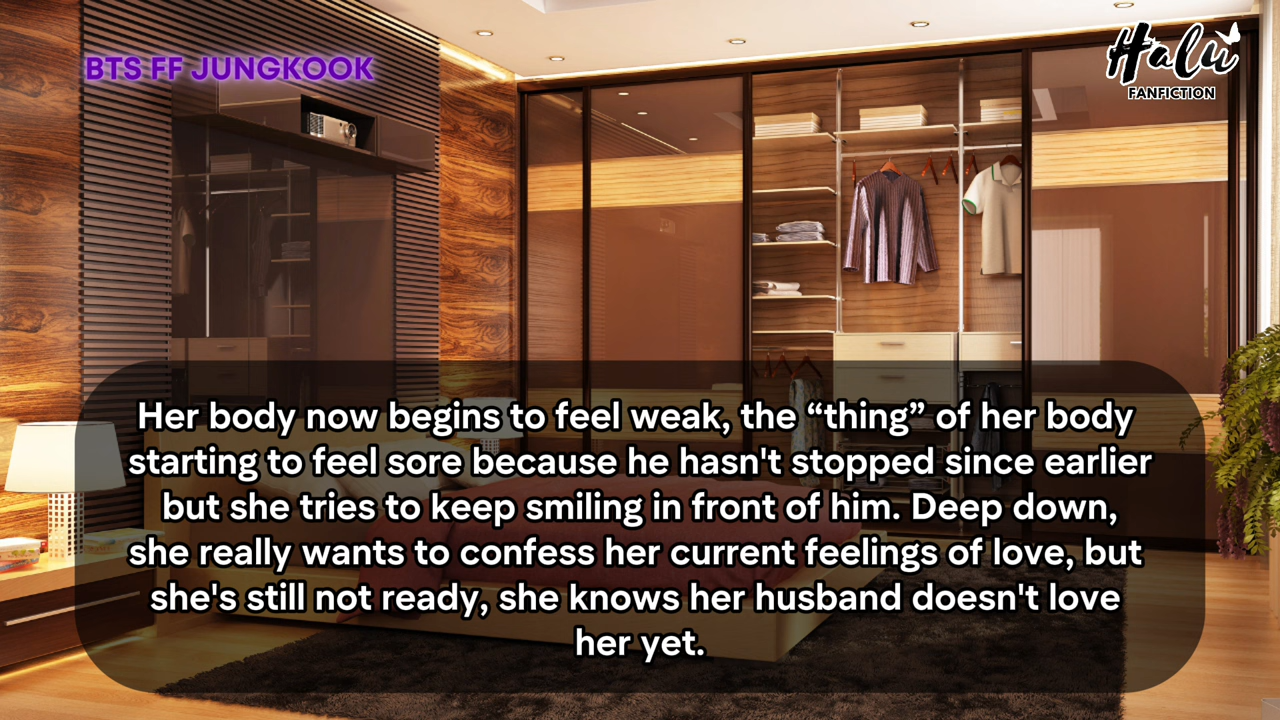 BTS FF JUNGKOOK
Halu
FANFICTION
Her body now begins to feel weak, the “thing” of her body
starting to feel sore because he hasn't stopped since earlier
but she tries to keep smiling in front of him. Deep down,
she really wants to confess her current feelings of love, but
she's still not ready, she knows her husband doesn't love
her yet.